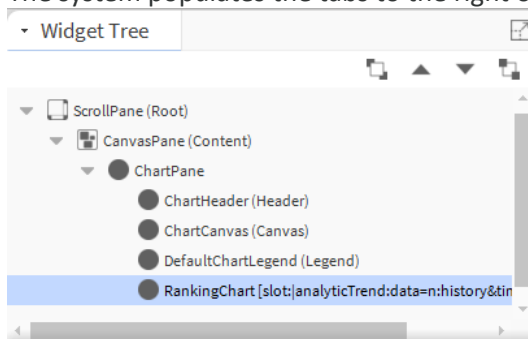 The system populates the tabs to the right o
Widget Tree
ScrollPane (Root)
CanvasPane (Content)
ChartPane
ChartHeader (Header)
ChartCanvas (Canvas)
DefaultChartLegend (Legend)
RankingChart [slot:|analyticTrend:data=n:history&tin